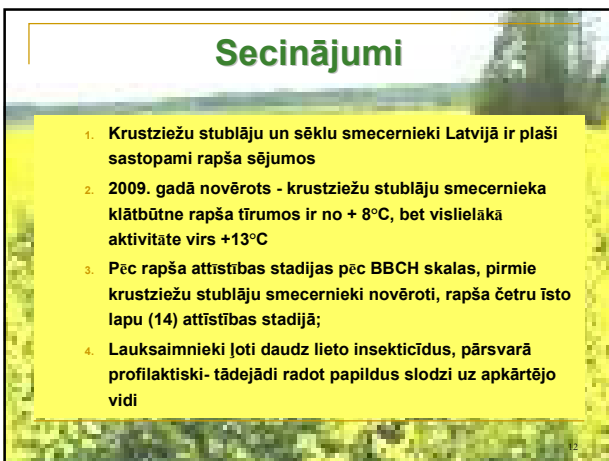 Secinājumi
1. Krustziežu stublāju un sēklu smecernieki Latvijā ir plaši
sastopami rapša sējumos
2. 2009. gadā novērots - krustziežu stublāju smecernieka
klātbūtne rapša tīrumos ir no + 8°C, bet vislielākā
aktivitāte virs +13°C
3. Pēc rapša attīstības stadijas pēc BBCH skalas, pirmie
krustziežu stublāju smecernieki novēroti, rapša četru īsto
lapu (14) attīstības stadijā;
4. Lauksaimnieki ļoti daudz lieto insekticīdus, pārsvarā
profilaktiski- tādējādi radot papildus slodzi uz apkārtējo
vidi
12